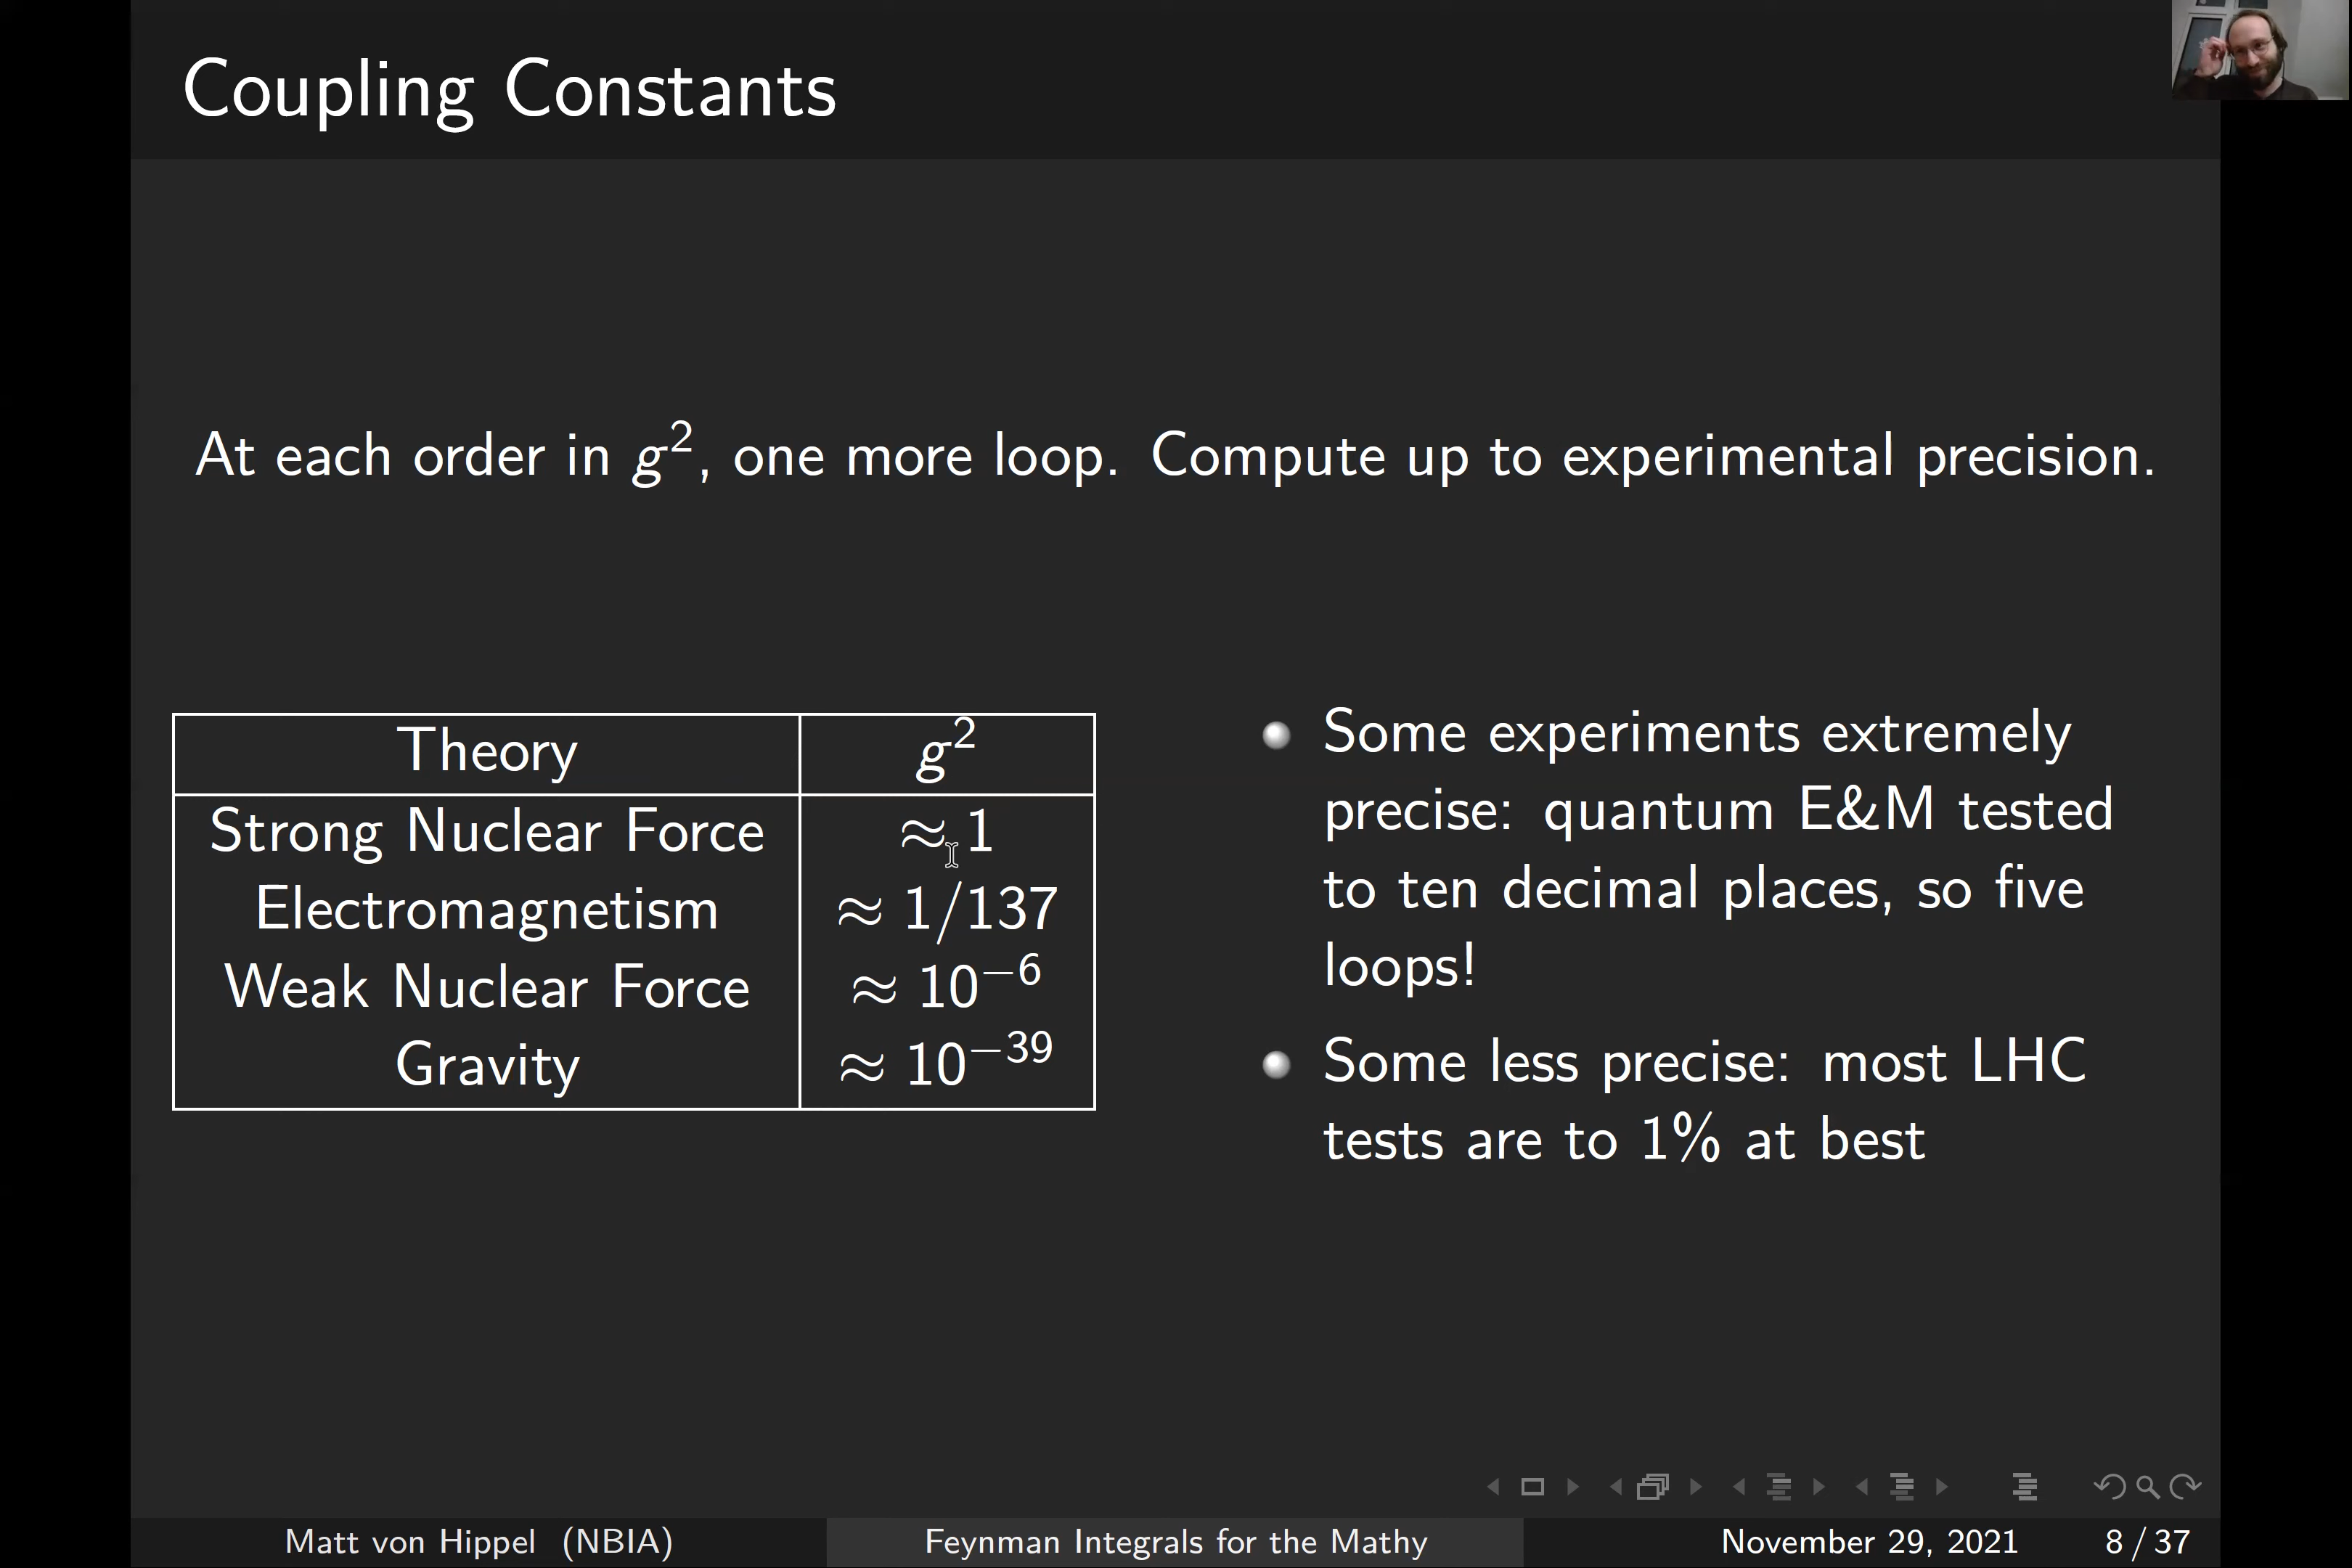 Coupling Constants
At each order in g², one more loop. Compute up to experimental precision.
Theory g²
Strong Nuclear Force ≈ 1
Electromagnetism ≈ 1/137
Weak Nuclear Force ≈ 10⁻⁶
Gravity ≈ 10⁻³⁹
Some experiments extremely
precise: quantum E&M tested
to ten decimal places, so five
loops!
Some less precise: most LHC
tests are to 1% at best
Matt von Hippel (NBIA) Feynman Integrals for the Mathy November 29, 2021 8 / 37